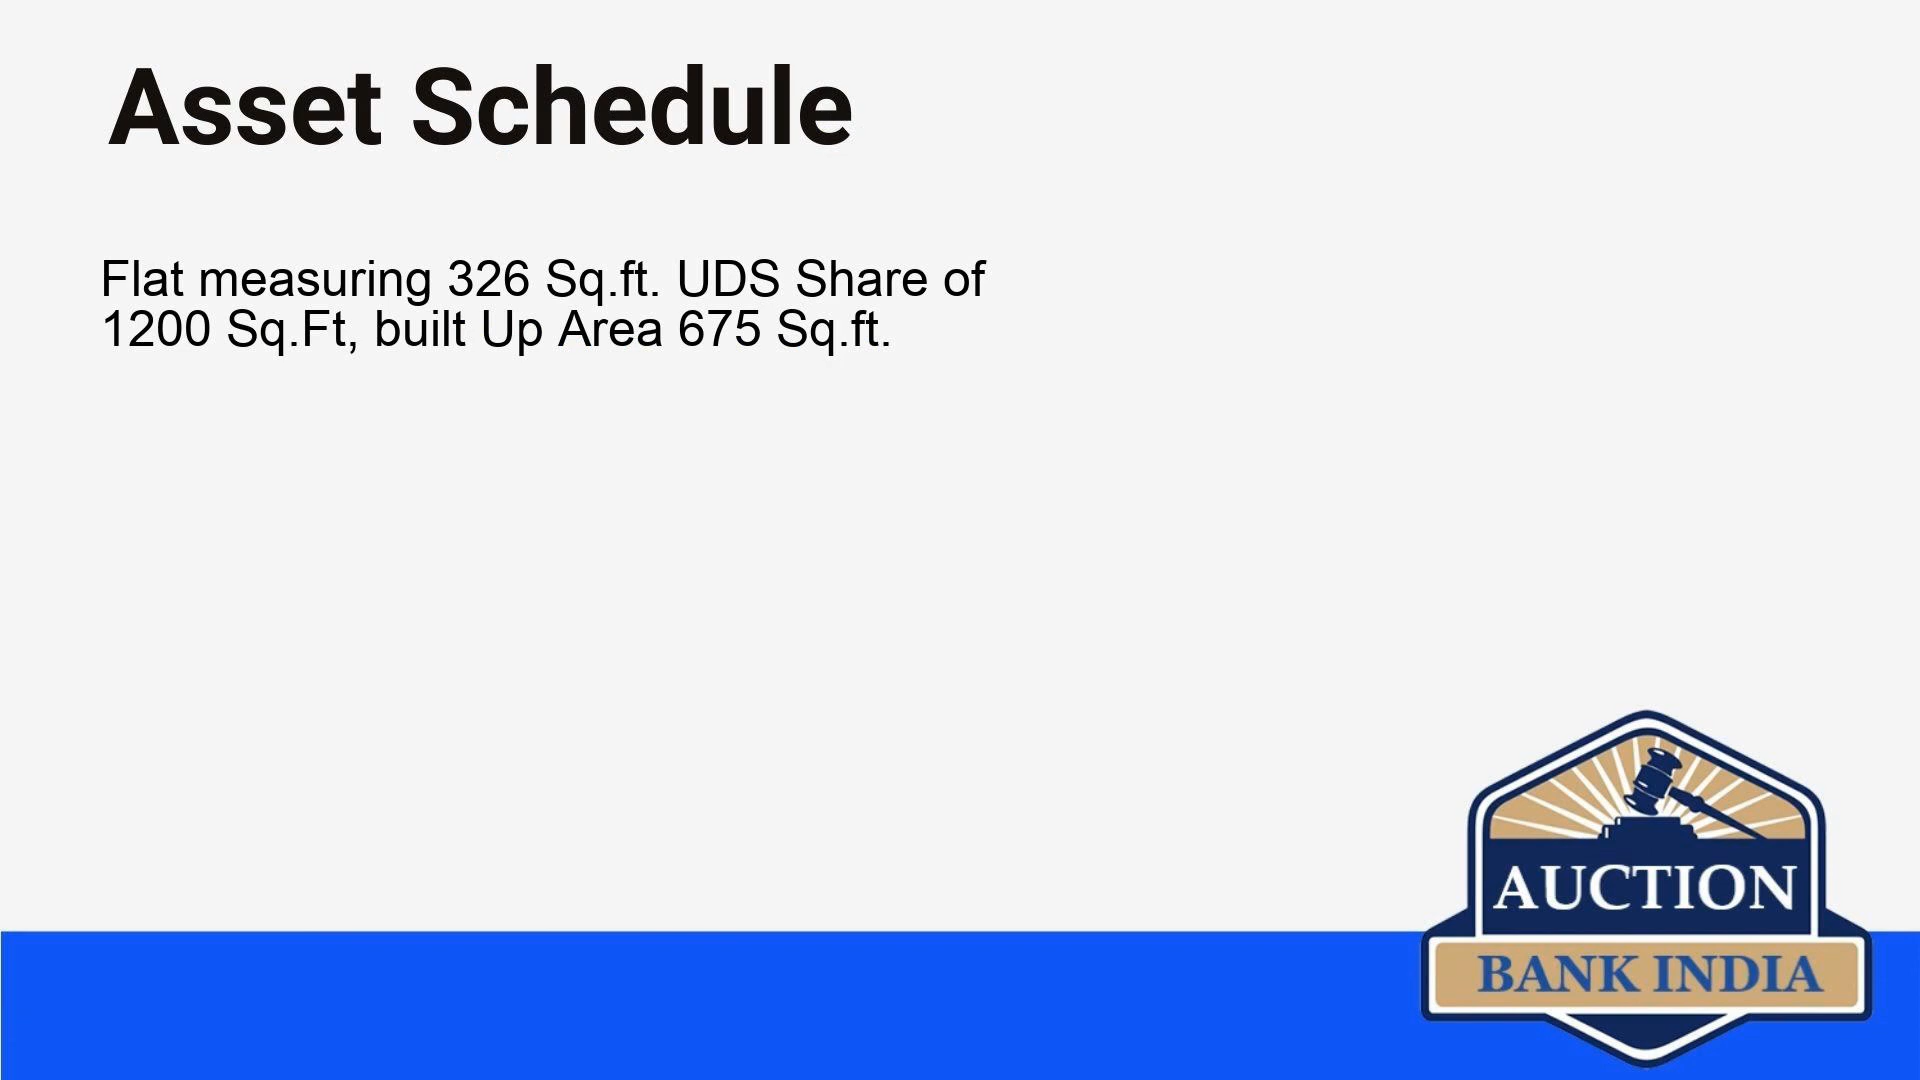 Asset Schedule
Flat measuring 326 Sq.ft. UDS Share of
1200 Sq.Ft, built Up Area 675 Sq.ft.
AUCTION
BANK INDIA